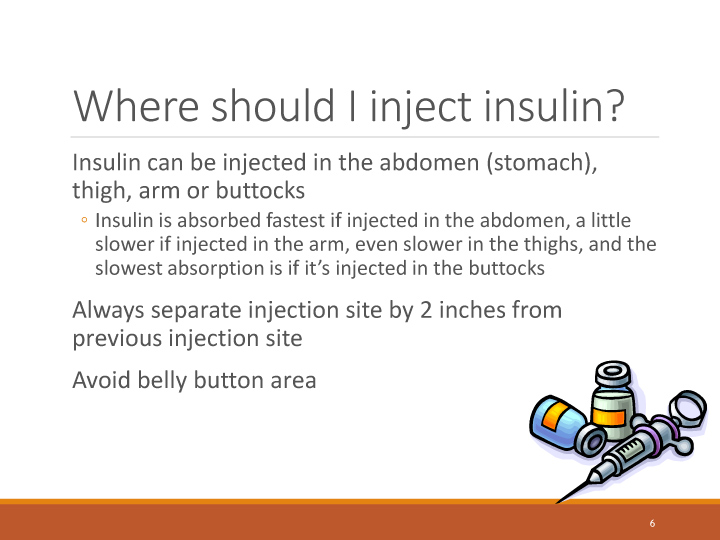 Where should I inject insulin?
Insulin can be injected in the abdomen (stomach),
thigh, arm or buttocks
◦ Insulin is absorbed fastest if injected in the abdomen, a little
slower if injected in the arm, even slower in the thighs, and the
slowest absorption is if it’s injected in the buttocks
Always separate injection site by 2 inches from
previous injection site
Avoid belly button area
6